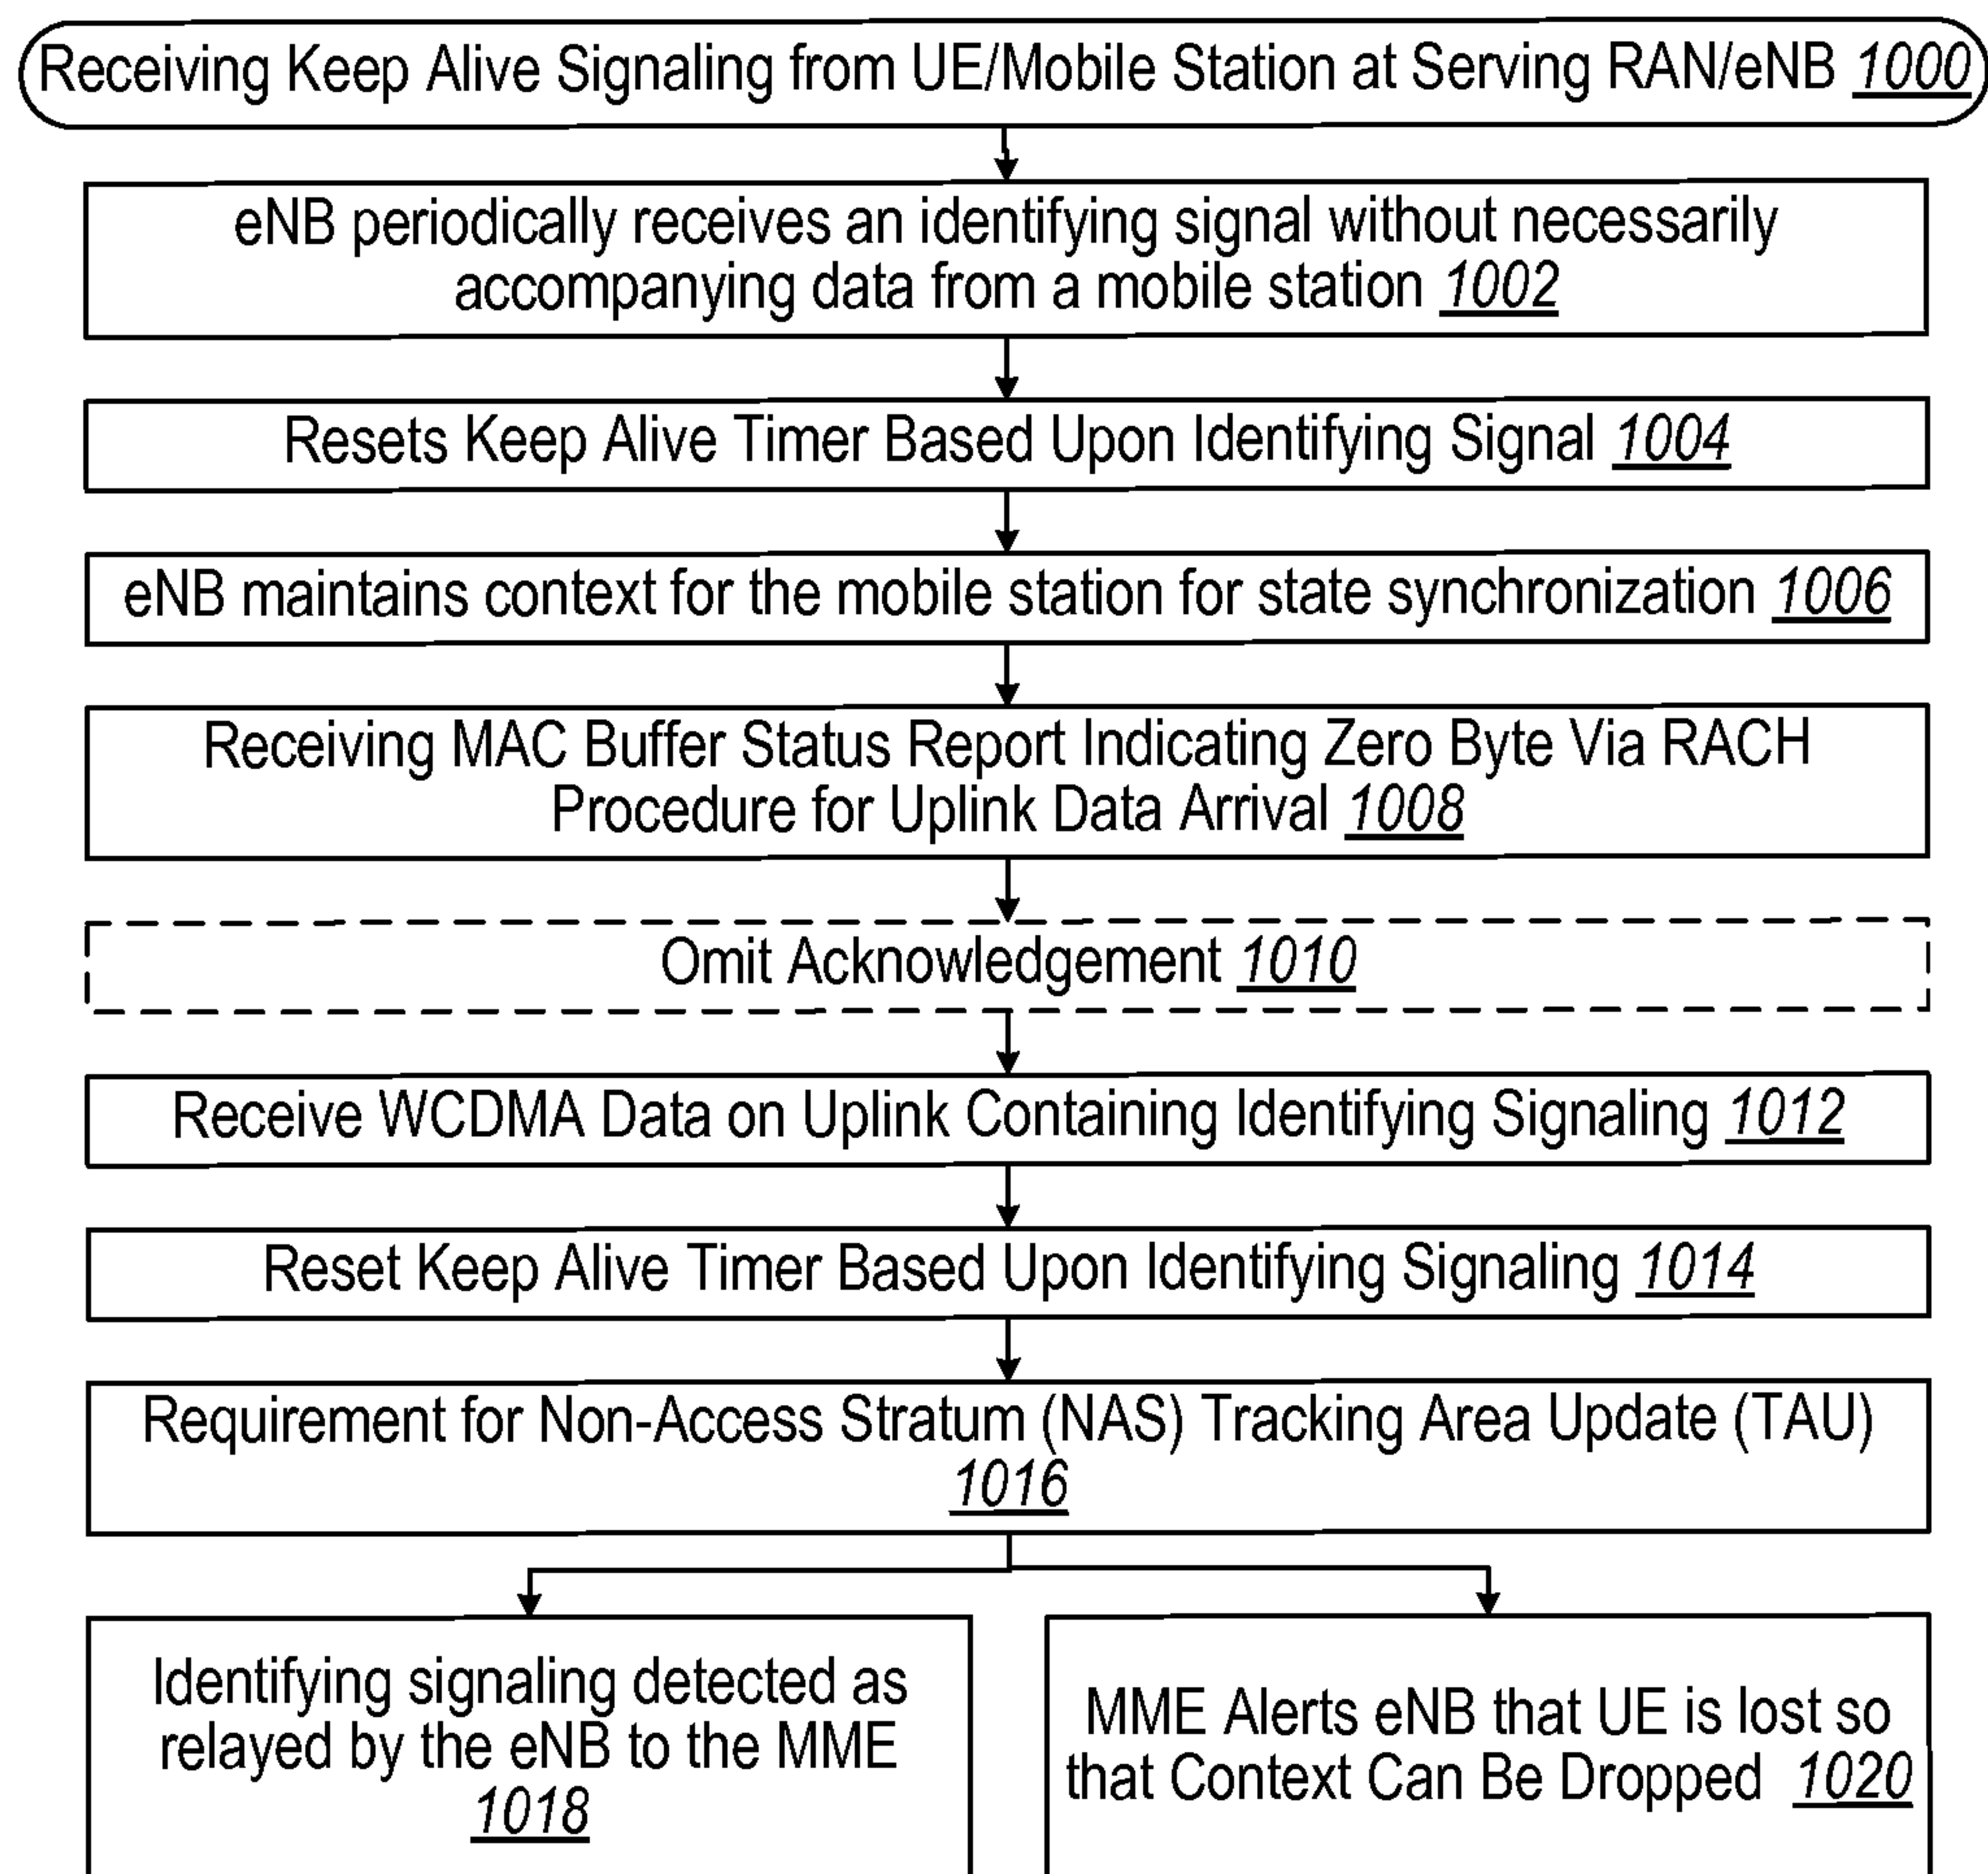 Receiving Keep Alive Signaling from UE/Mobile Station at Serving RAN/eNB 1000
eNB periodically receives an identifying signal without necessarily
accompanying data from a mobile station 1002
Resets Keep Alive Timer Based Upon Identifying Signal 1004
eNB maintains context for the mobile station for state synchronization 1006
Receiving MAC Buffer Status Report Indicating Zero Byte Via RACH
Procedure for Uplink Data Arrival 1008
Omit Acknowledgement 1010
Receive WCDMA Data on Uplink Containing Identifying Signaling 1012
Reset Keep Alive Timer Based Upon Identifying Signaling 1014
Requirement for Non-Access Stratum (NAS) Tracking Area Update (TAU)
1016
Identifying signaling detected as
relayed by the eNB to the MME
1018
MME Alerts eNB that UE is lost so
that Context Can Be Dropped 1020